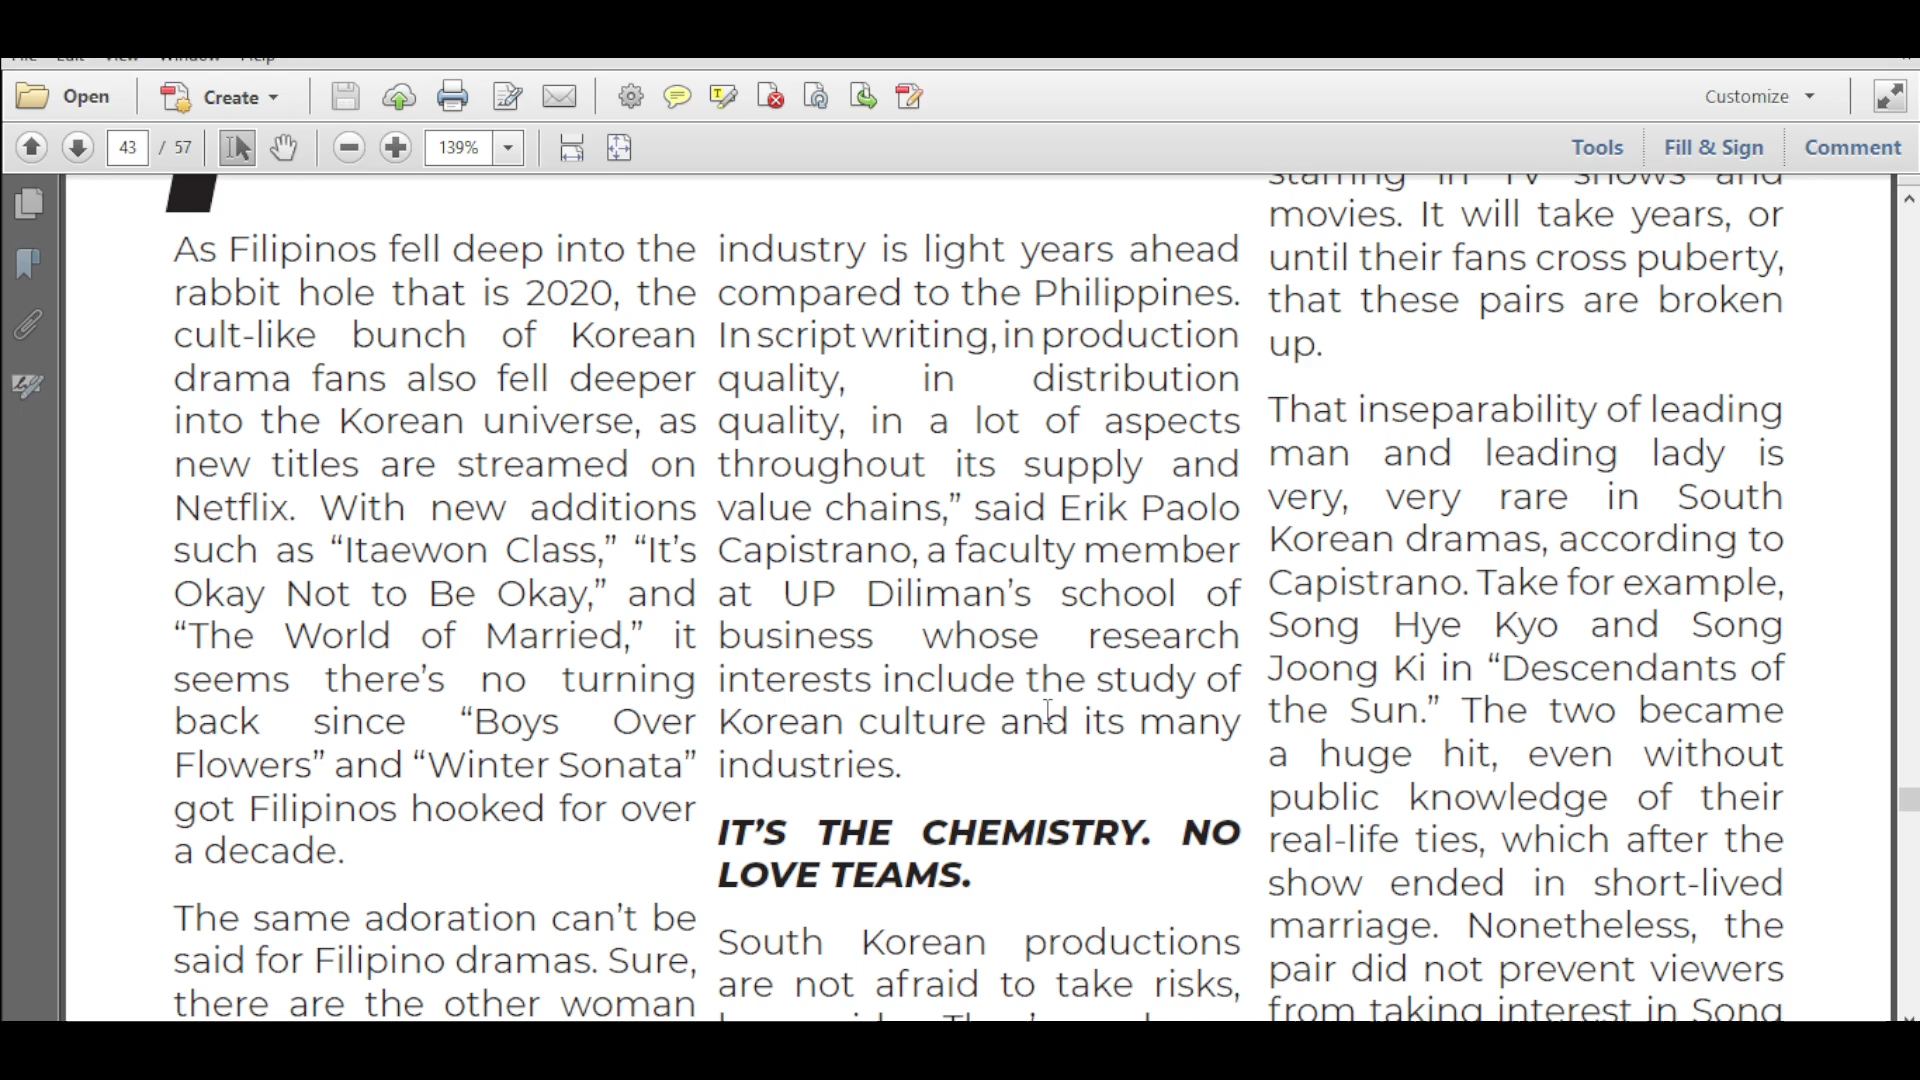 Open
Create
Customize
43 / 57
139%
Tools
Fill & Sign
Comment
As Filipinos fell deep into the
rabbit hole that is 2020, the
cult-like bunch of Korean
drama fans also fell deeper
into the Korean universe, as
new titles are streamed on
Netflix. With new additions
such as “Itaewon Class,” “It’s
Okay Not to Be Okay,” and
“The World of Married,” it
seems there’s no turning
back since “Boys Over
Flowers” and “Winter Sonata”
got Filipinos hooked for over
a decade.
The same adoration can’t be
said for Filipino dramas. Sure,
there are the other woman
industry is light years ahead
compared to the Philippines.
In script writing, in production
quality, in distribution
quality, in a lot of aspects
throughout its supply and
value chains,” said Erik Paolo
Capistrano, a faculty member
at UP Diliman’s school of
business whose research
interests include the study of
Korean culture and its many
industries.
IT’S THE CHEMISTRY. NO
LOVE TEAMS.
South Korean productions
are not afraid to take risks,
starring in TV shows and
movies. It will take years, or
until their fans cross puberty,
that these pairs are broken
up.
That inseparability of leading
man and leading lady is
very, very rare in South
Korean dramas, according to
Capistrano. Take for example,
Song Hye Kyo and Song
Joong Ki in “Descendants of
the Sun.” The two became
a huge hit, even without
public knowledge of their
real-life ties, which after the
show ended in short-lived
marriage. Nonetheless, the
pair did not prevent viewers
from taking interest in Song